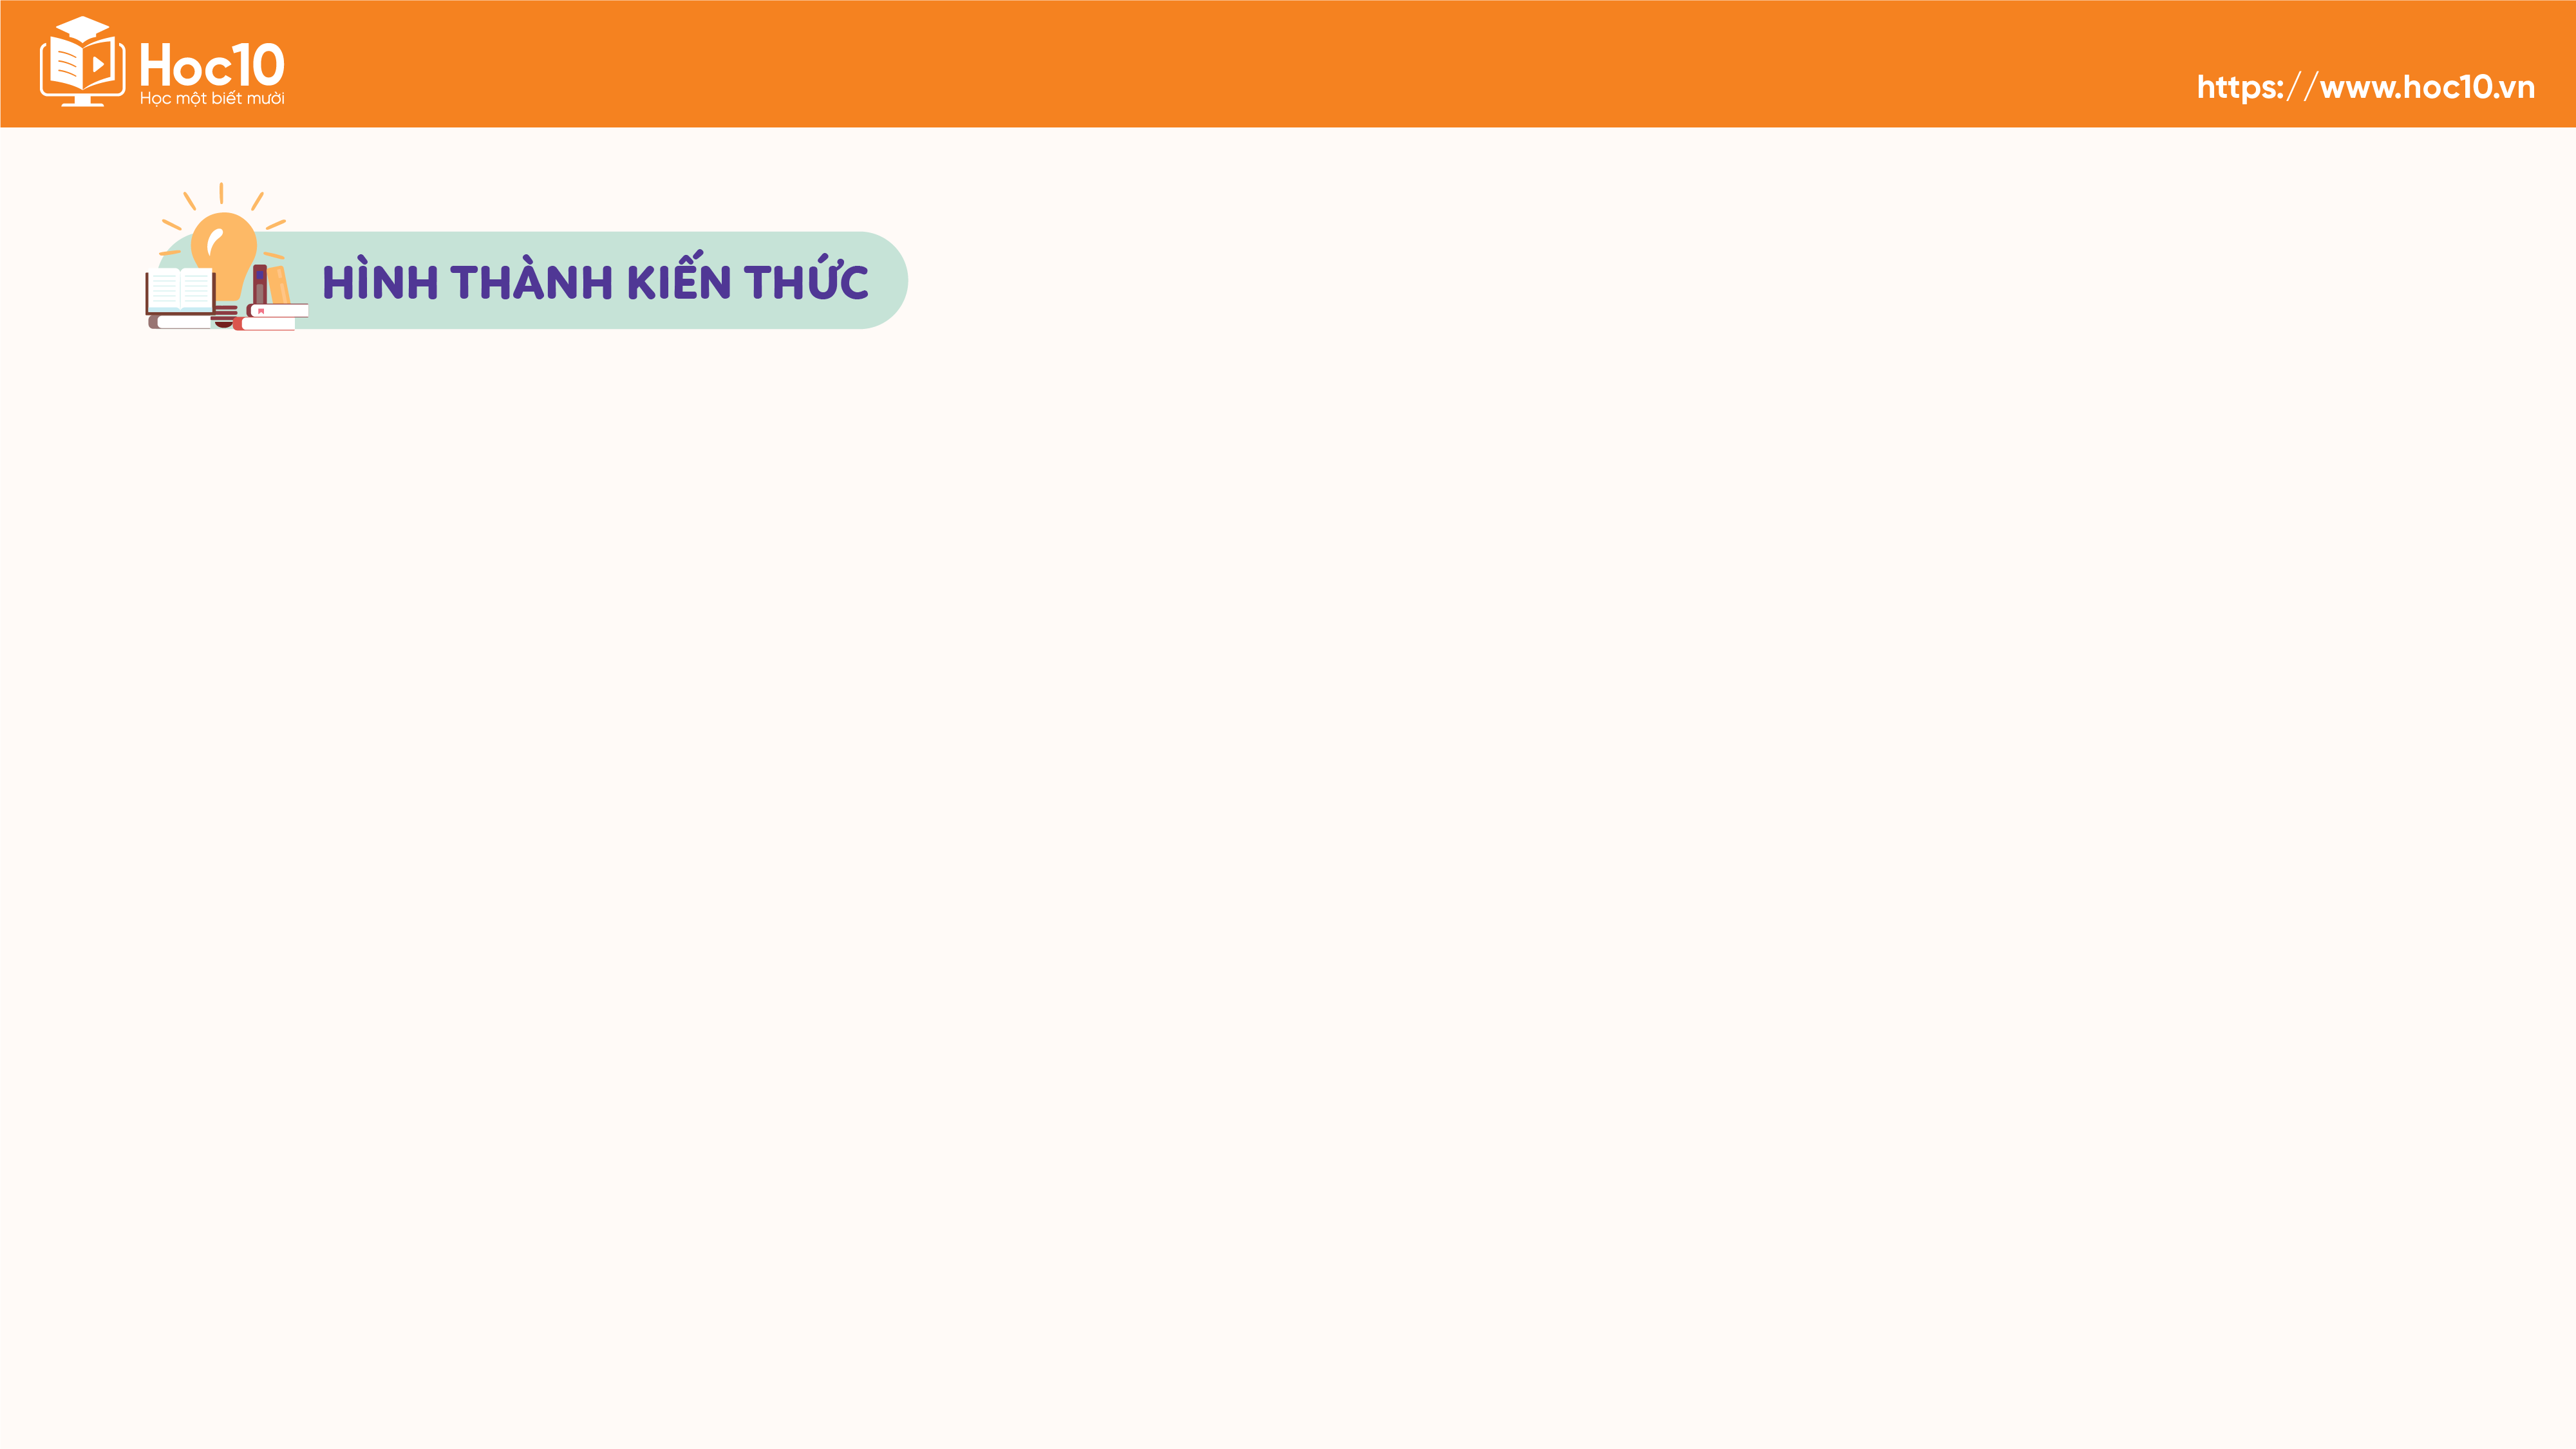 Hoc10
Học một biết mười
https://www.hoc10.vn
HÌNH THÀNH KIẾN THỨC